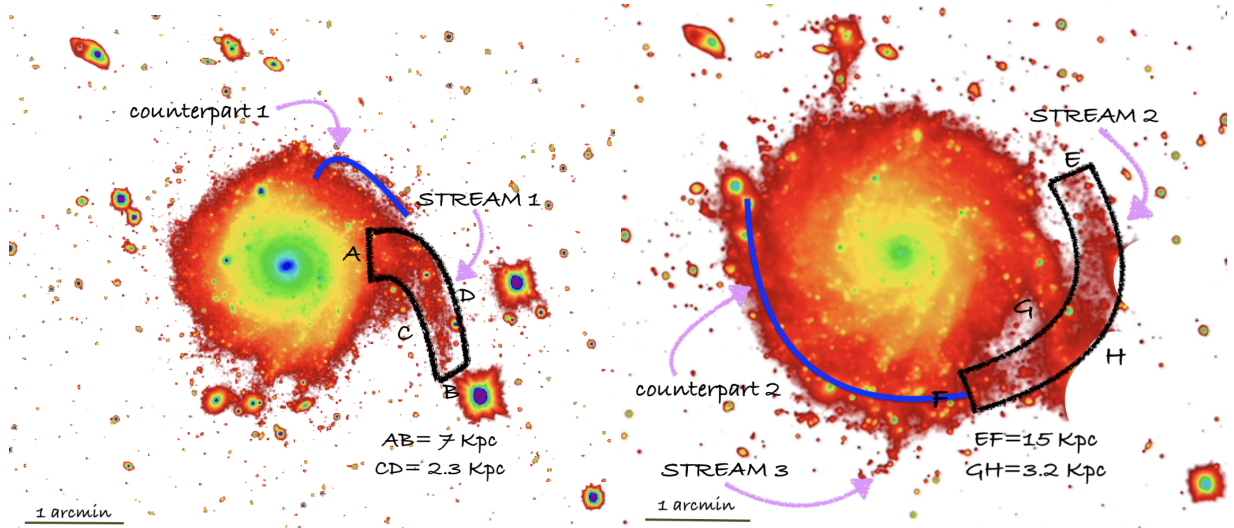 counterpart 1
STREAM 1
A
D
C
B
AB= 7 Kpc
CD= 2.3 Kpc
1 arcmin
STREAM 2
E
G
H
F
counterpart 2
EF=15 Kpc
GH=3.2 Kpc
STREAM 3
1 arcmin